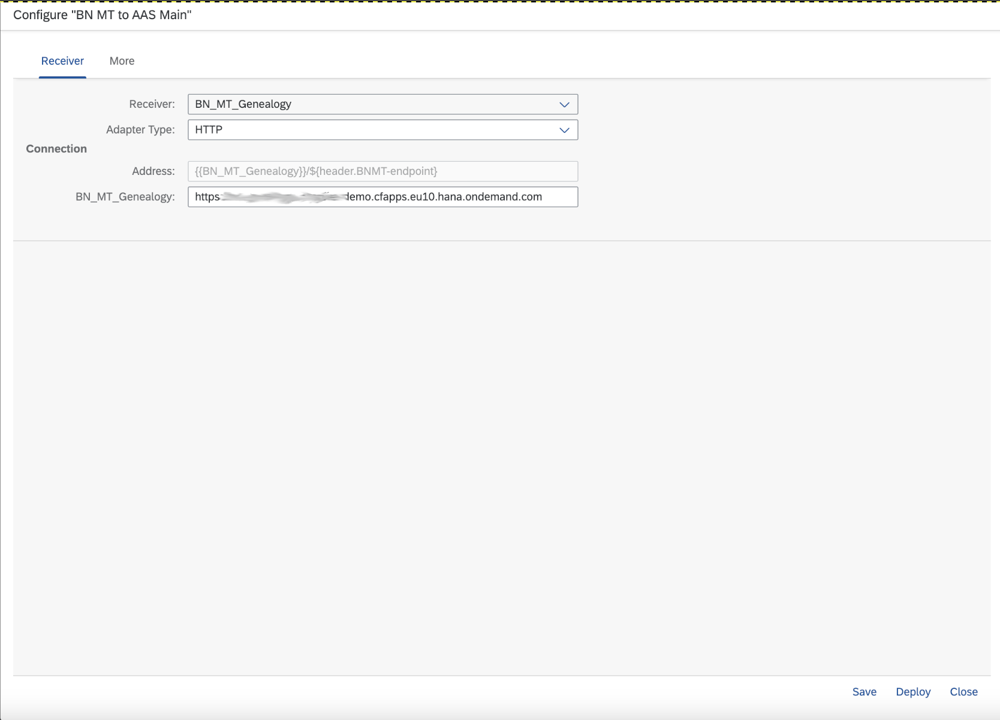 Configure "BN MT to AAS Main"
Receiver More
Receiver: BN_MT_Genealogy
Adapter Type: HTTP
Connection
Address: {{BN_MT_Genealogy}}/${header.BNMT-endpoint}
BN_MT_Genealogy: https demo.cfapps.eu10.hana.ondemand.com
Save Deploy Close